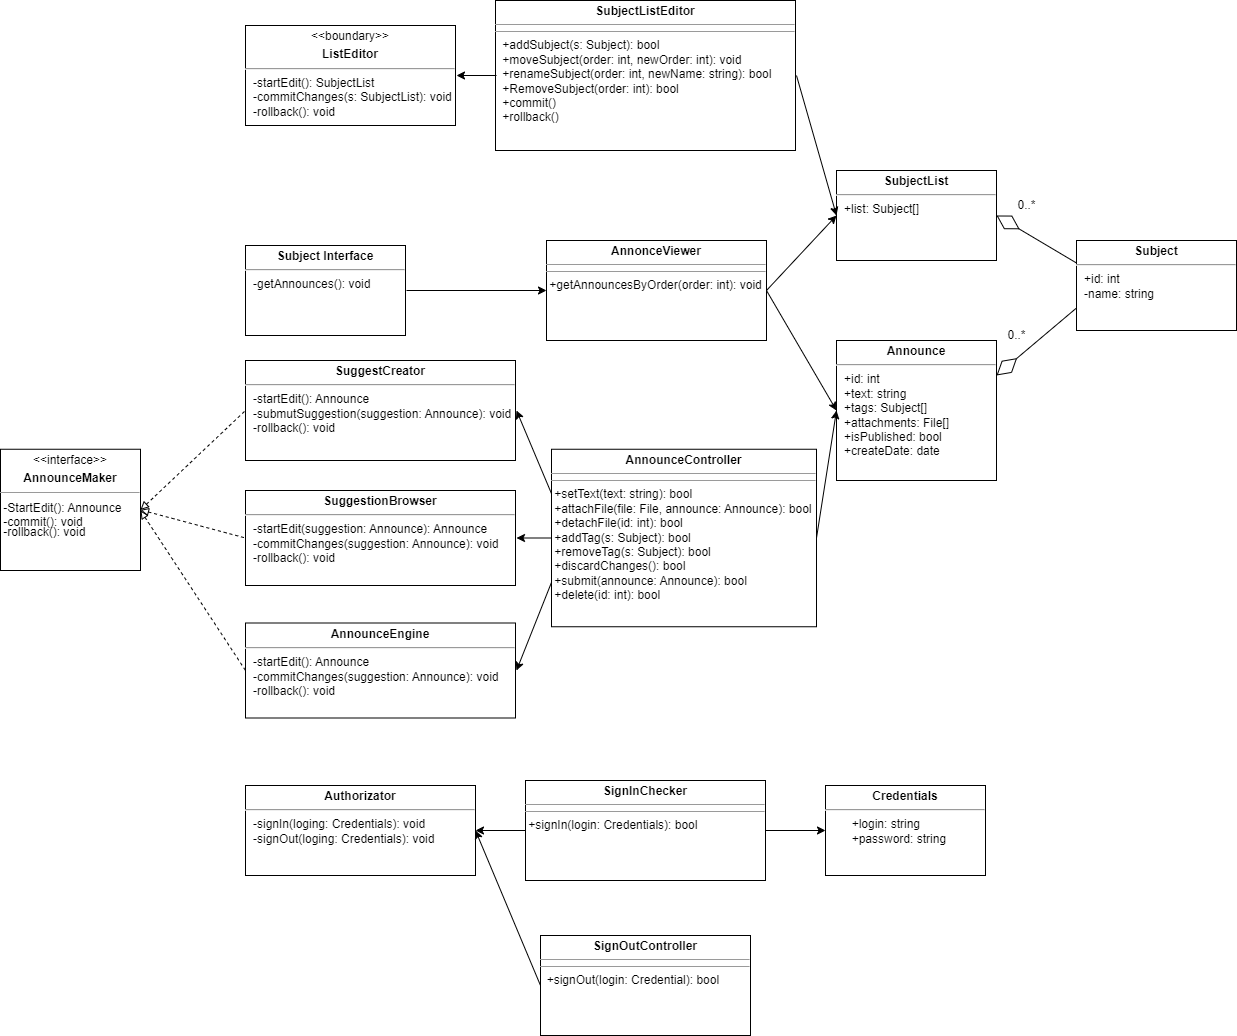 SubjectListEditor
+addSubject(s: Subject): bool
+moveSubject(order: int, newOrder: int): void
+renameSubject(order: int, newName: string): bool
+RemoveSubject(order: int): bool
+commit()
+rollback()
<<boundary>>
ListEditor
-startEdit(): SubjectList
-commitChanges(s: SubjectList): void
-rollback(): void
SubjectList
+list: Subject[]
0..*
Subject
+id: int
-name: string
Subject Interface
-getAnnounces(): void
AnnonceViewer
+getAnnouncesByOrder(order: int): void
0..*
Announce
+id: int
+text: string
+tags: Subject[]
+attachments: File[]
+isPublished: bool
+createDate: date
SuggestCreator
-startEdit(): Announce
-submutSuggestion(suggestion: Announce): void
-rollback(): void
<<interface>>
AnnounceMaker
-StartEdit(): Announce
-commit(): void
-rollback(): void
SuggestionBrowser
-startEdit(suggestion: Announce): Announce
-commitChanges(suggestion: Announce): void
-rollback(): void
AnnounceController
+setText(text: string): bool
+attachFile(file: File, announce: Announce): bool
+detachFile(id: int): bool
+addTag(s: Subject): bool
+removeTag(s: Subject): bool
+discardChanges(): bool
+submit(announce: Announce): bool
+delete(id: int): bool
AnnounceEngine
-startEdit(): Announce
-commitChanges(suggestion: Announce): void
-rollback(): void
Authorizator
-signIn(loging: Credentials): void
-signOut(loging: Credentials): void
SignInChecker
+signIn(login: Credentials): bool
Credentials
+login: string
+password: string
SignOutController
+signOut(login: Credential): bool